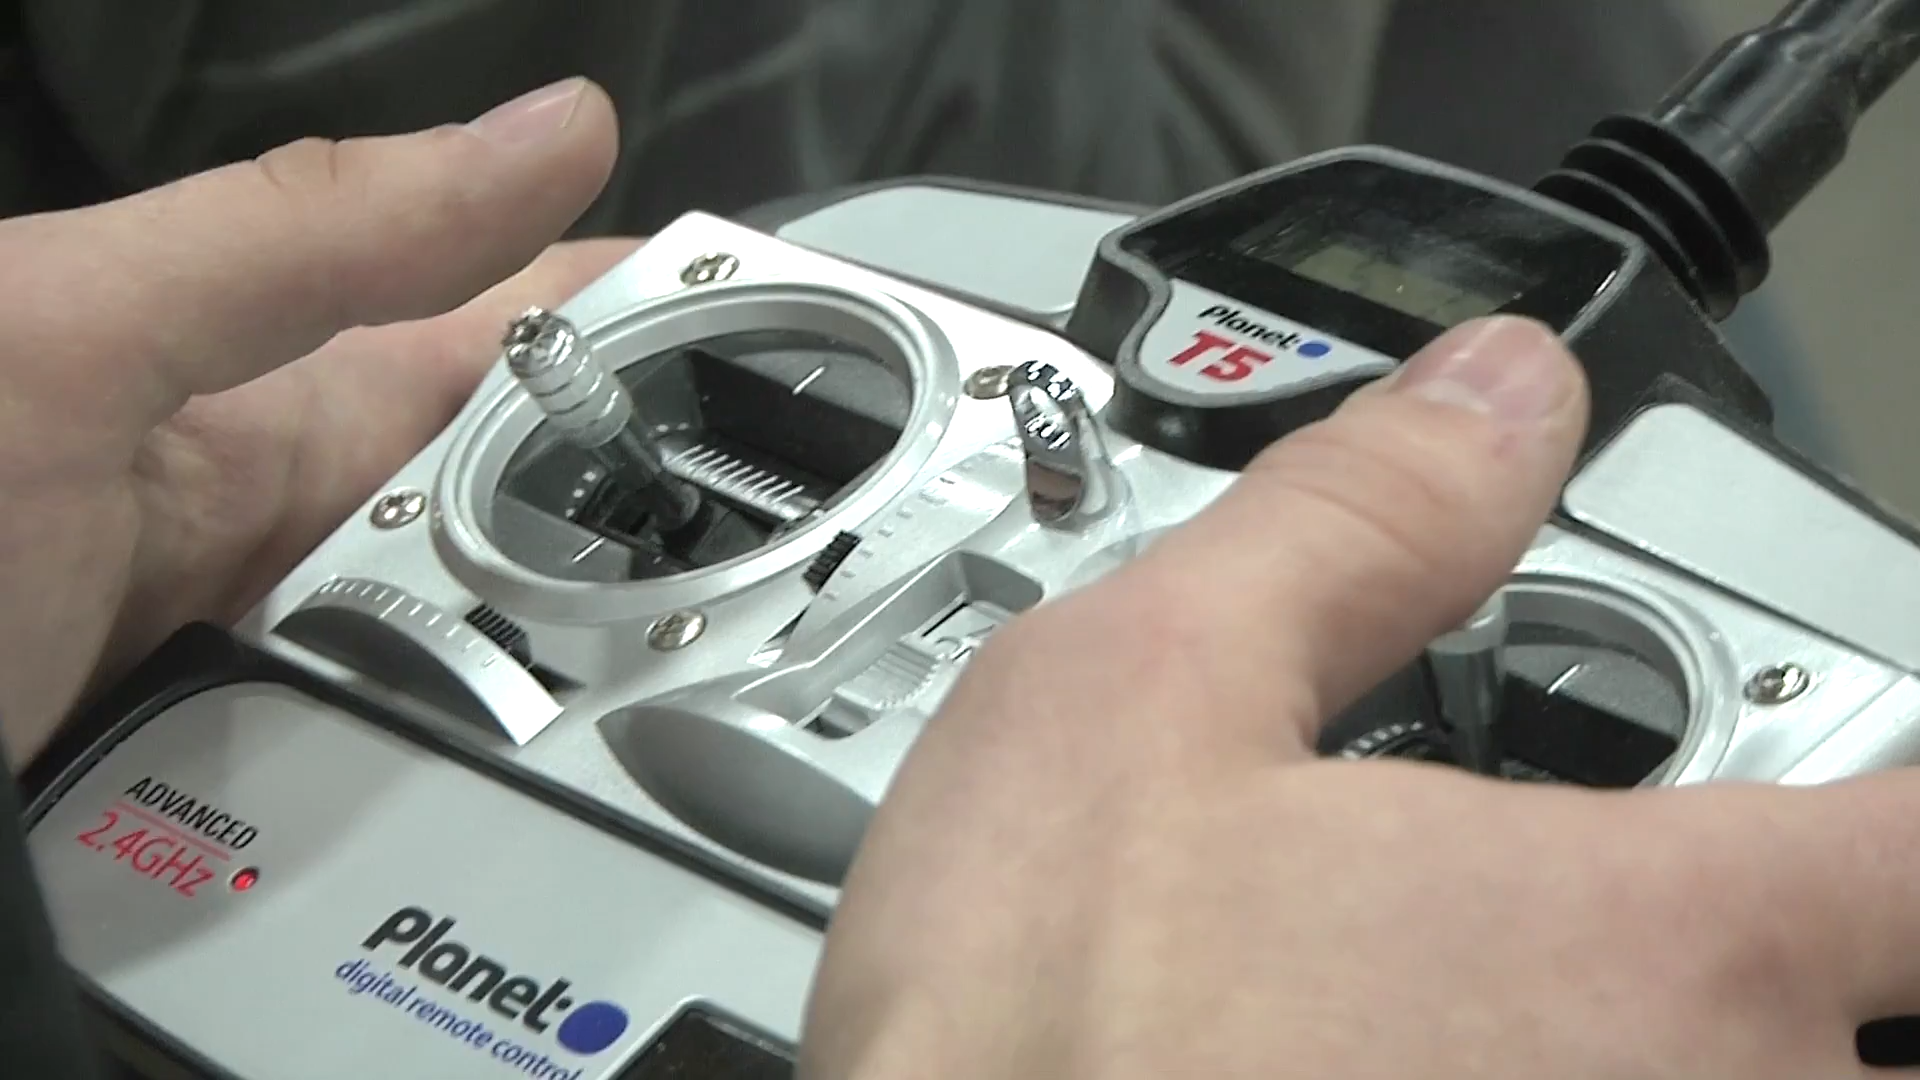 Planet
T5
ADVANCED
2.4GHz
Planet
digital remote control